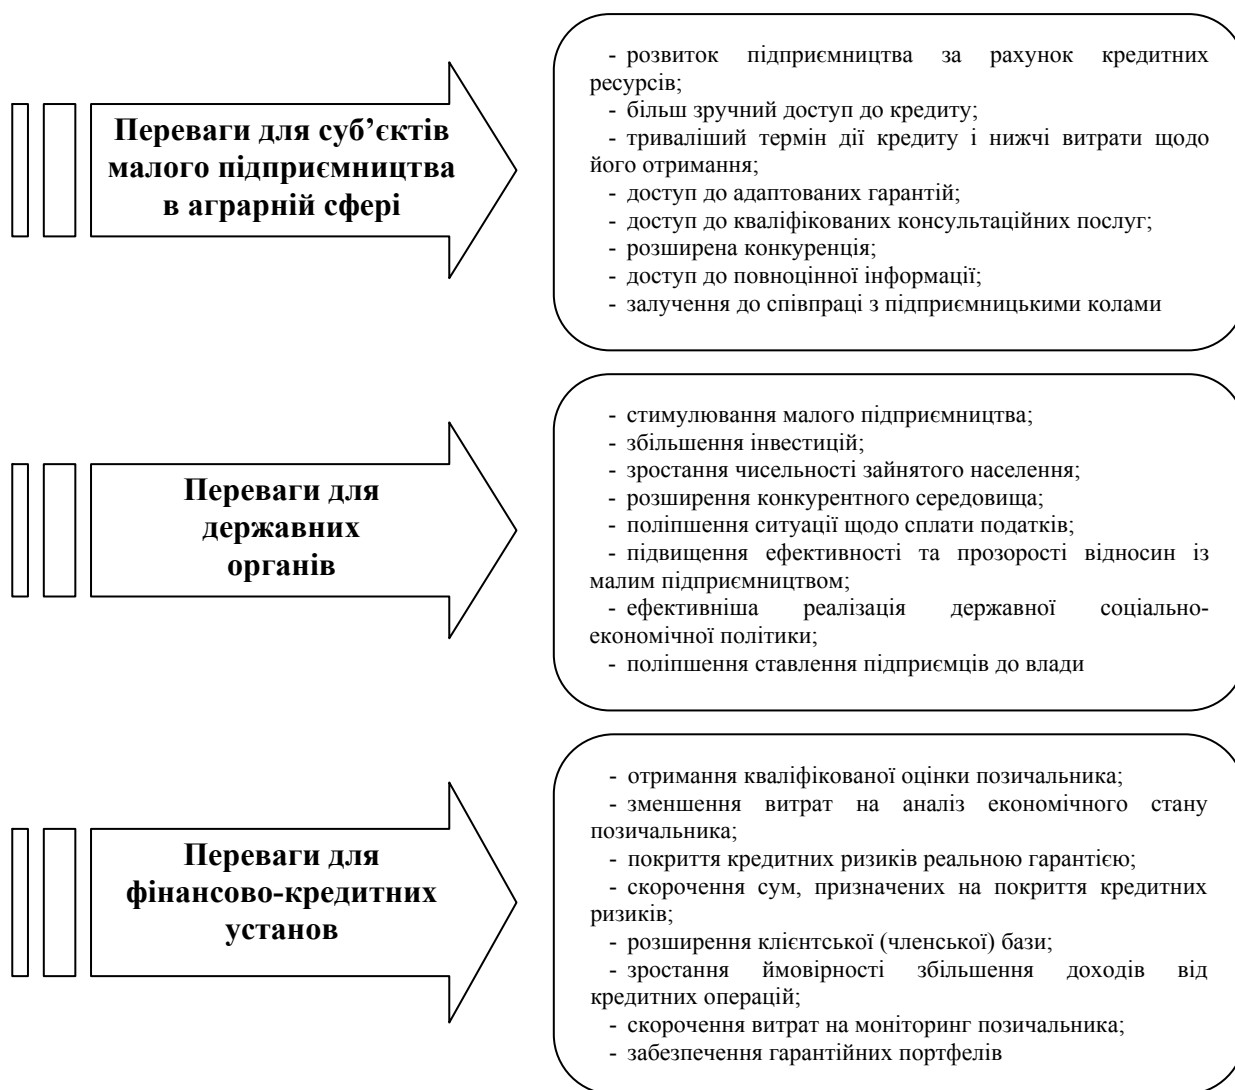 Переваги для суб’єктів
малого підприємництва
в аграрній сфері
- розвиток підприємництва за рахунок кредитних
ресурсів;
- більш зручний доступ до кредиту;
- триваліший термін дії кредиту і нижчі витрати щодо
його отримання;
- доступ до адаптованих гарантій;
- доступ до кваліфікованих консультаційних послуг;
- розширена конкуренція;
- доступ до повноцінної інформації;
- залучення до співпраці з підприємницькими колами
Переваги для
державних
органів
- стимулювання малого підприємництва;
- збільшення інвестицій;
- зростання чисельності зайнятого населення;
- розширення конкурентного середовища;
- поліпшення ситуації щодо сплати податків;
- підвищення ефективності та прозорості відносин із
малим підприємництвом;
- ефективніша реалізація державної соціально-
економічної політики;
- поліпшення ставлення підприємців до влади
Переваги для
фінансово-кредитних
установ
- отримання кваліфікованої оцінки позичальника;
- зменшення витрат на аналіз економічного стану
позичальника;
- покриття кредитних ризиків реальною гарантією;
- скорочення сум, призначених на покриття кредитних
ризиків;
- розширення клієнтської (членської) бази;
- зростання ймовірності збільшення доходів від
кредитних операцій;
- скорочення витрат на моніторинг позичальника;
- забезпечення гарантійних портфелів